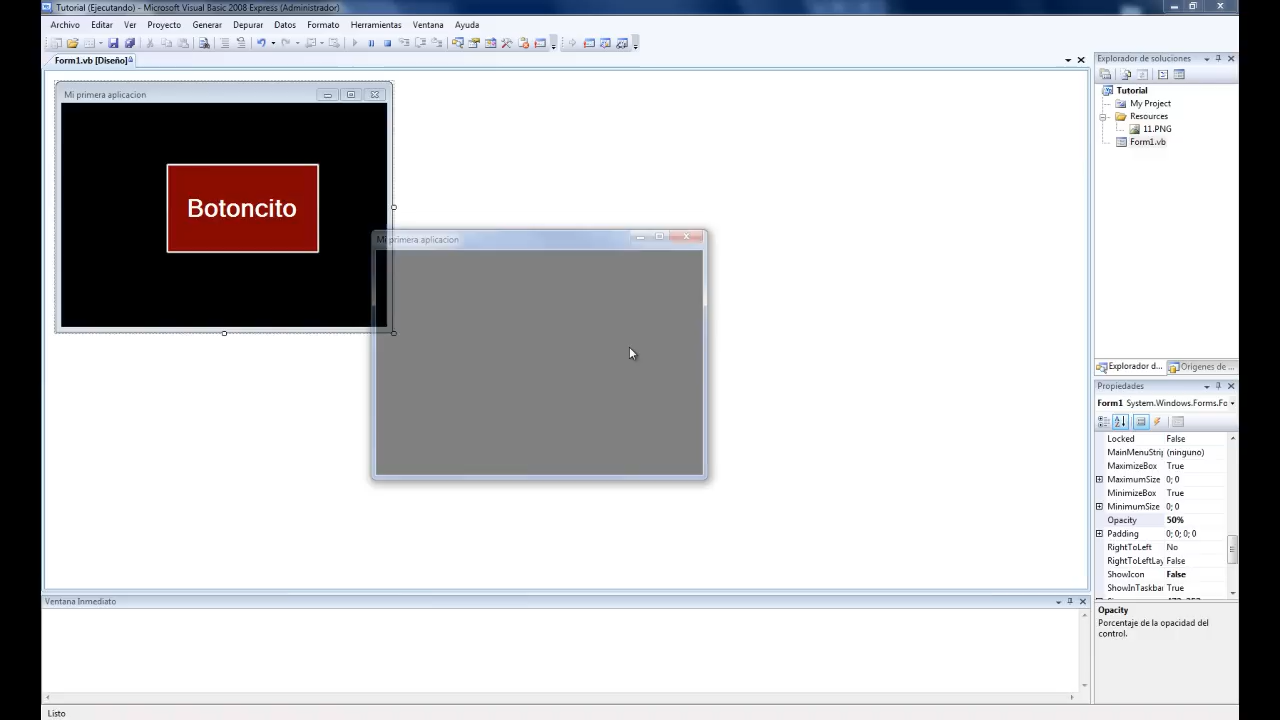 Tutorial (Ejecutando) - Microsoft Visual Basic 2008 Express (Administrador)
Archivo Editar Ver Proyecto Generar Depurar Datos Formato Herramientas Ventana Ayuda
Form1.vb [Diseño]
Mi primera aplicacion
Botoncito
Mi primera aplicacion
Explorador de soluciones
Tutorial
My Project
Resources
11.PNG
Form1.vb
Explorador d... Orígenes de ...
Propiedades
Form1 System.Windows.Forms.Fo
Locked False
MainMenuStrip (ninguno)
MaximizeBox True
MaximumSize 0; 0
MinimizeBox True
MinimumSize 0; 0
Opacity 50%
Padding 0; 0; 0; 0
RightToLeft No
RightToLeftLay False
ShowIcon False
ShowInTaskba True
Opacity
Porcentaje de la opacidad del
control.
Ventana Inmediato
Listo